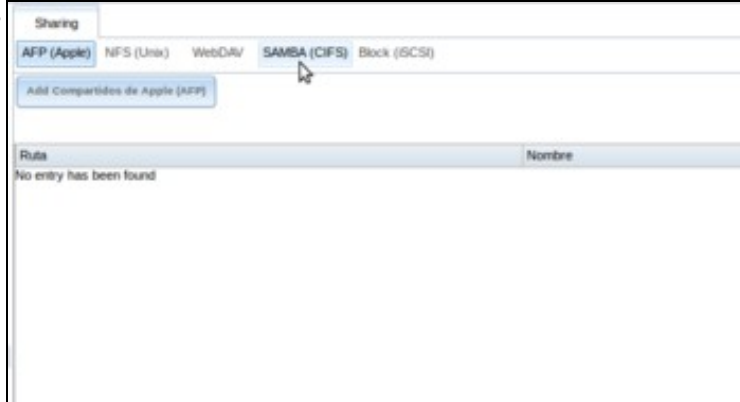 Sharing
AFP (Apple) NFS (Unix) WebDAV SAMBA (CIFS) Block (iSCSI)
Add Compartidos de Apple (AFP)
Ruta Nombre
No entry has been found